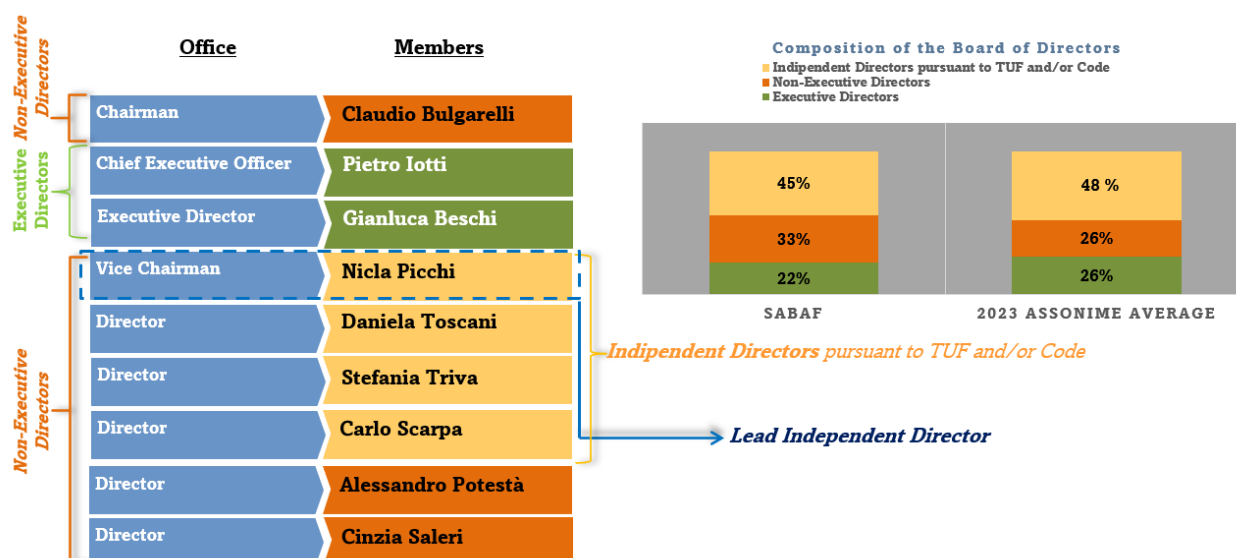 Office
Members
Non-Executive
Directors
Chairman
Claudio Bulgarelli
Executive
Directors
Chief Executive Officer
Pietro Iotti
Executive Director
Gianluca Beschi
Non-Executive
Directors
Vice Chairman
Nicla Picchi
Director
Daniela Toscani
Director
Stefania Triva
Director
Carlo Scarpa
Director
Alessandro Potestà
Director
Cinzia Saleri
Indipendent Directors pursuant to TUF and/or Code
Lead Independent Director
Composition of the Board of Directors
Indipendent Directors pursuant to TUF and/or Code
Non-Executive Directors
Executive Directors
45%
33%
22%
48 %
26%
26%
SABAF
2023 ASSONIME AVERAGE